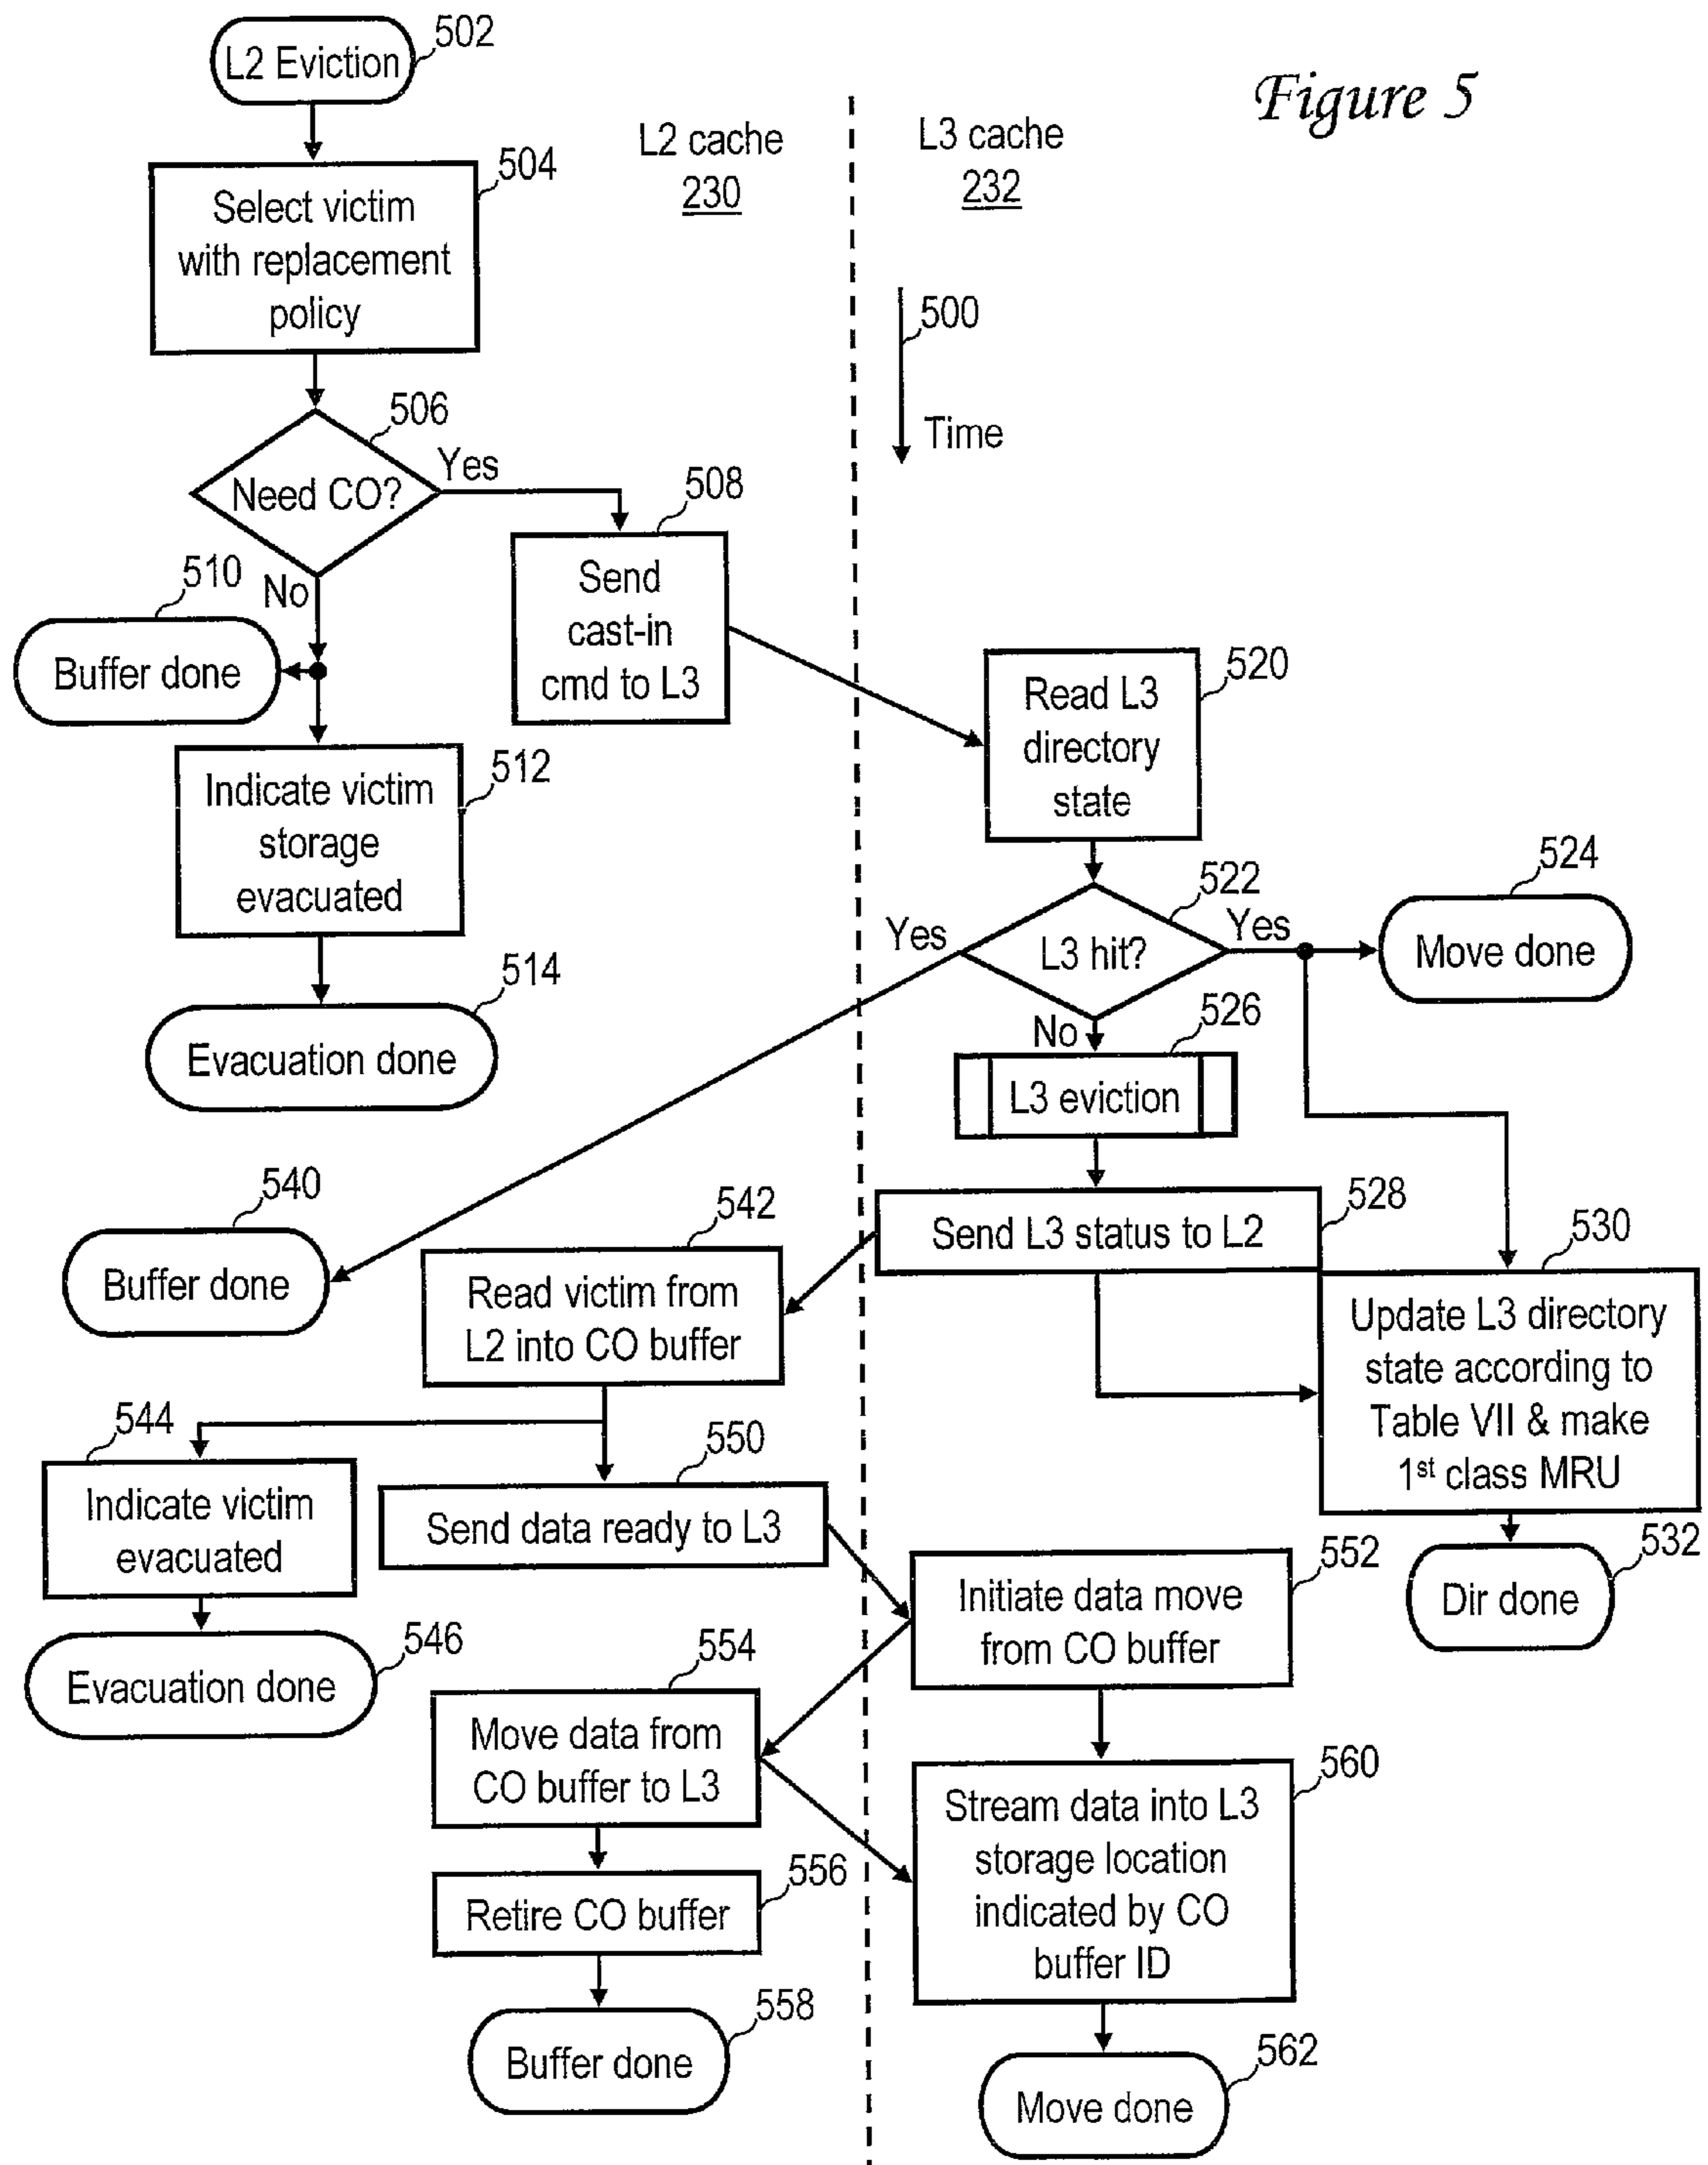 Figure 5
L2 Eviction
502
L2 cache
230
L3 cache
232
504
Select victim
with replacement
policy
500
Time
506
Need CO?
Yes
No
508
Send
cast-in
cmd to L3
510
Buffer done
512
Indicate victim
storage
evacuated
514
Evacuation done
520
Read L3
directory
state
522
L3 hit?
Yes
Yes
No
524
Move done
526
L3 eviction
528
Send L3 status to L2
530
Update L3 directory
state according to
Table VII & make
1st class MRU
532
Dir done
540
Buffer done
542
Read victim from
L2 into CO buffer
544
Indicate victim
evacuated
546
Evacuation done
550
Send data ready to L3
552
Initiate data move
from CO buffer
554
Move data from
CO buffer to L3
556
Retire CO buffer
558
Buffer done
560
Stream data into L3
storage location
indicated by CO
buffer ID
562
Move done